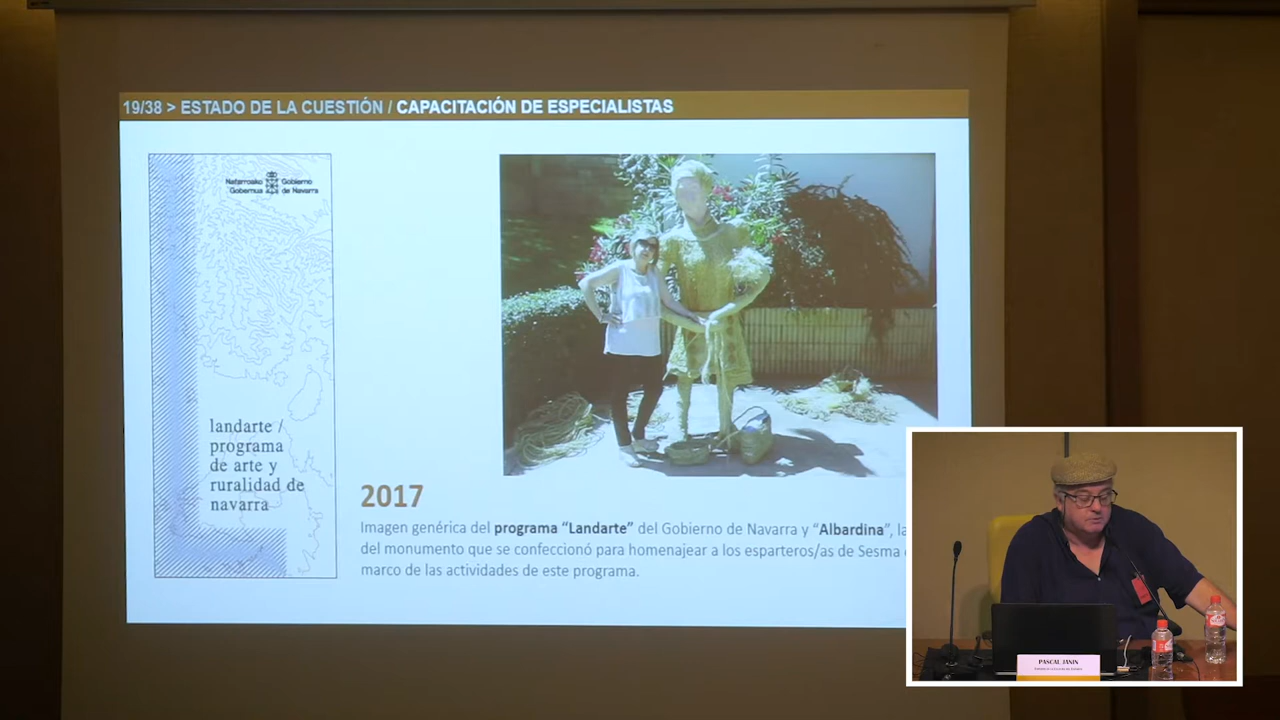 19/38 > ESTADO DE LA CUESTIÓN / CAPACITACIÓN DE ESPECIALISTAS
Nafarroako Gobernua
Gobierno de Navarra
landarte /
programa
de arte y
ruralidad de
navarra
2017
Imagen genérica del programa “Landarte” del Gobierno de Navarra y “Albardina”, la
del monumento que se confeccionó para homenajear a los esparteros/as de Sesma
marco de las actividades de este programa.
PASCAL JANIN